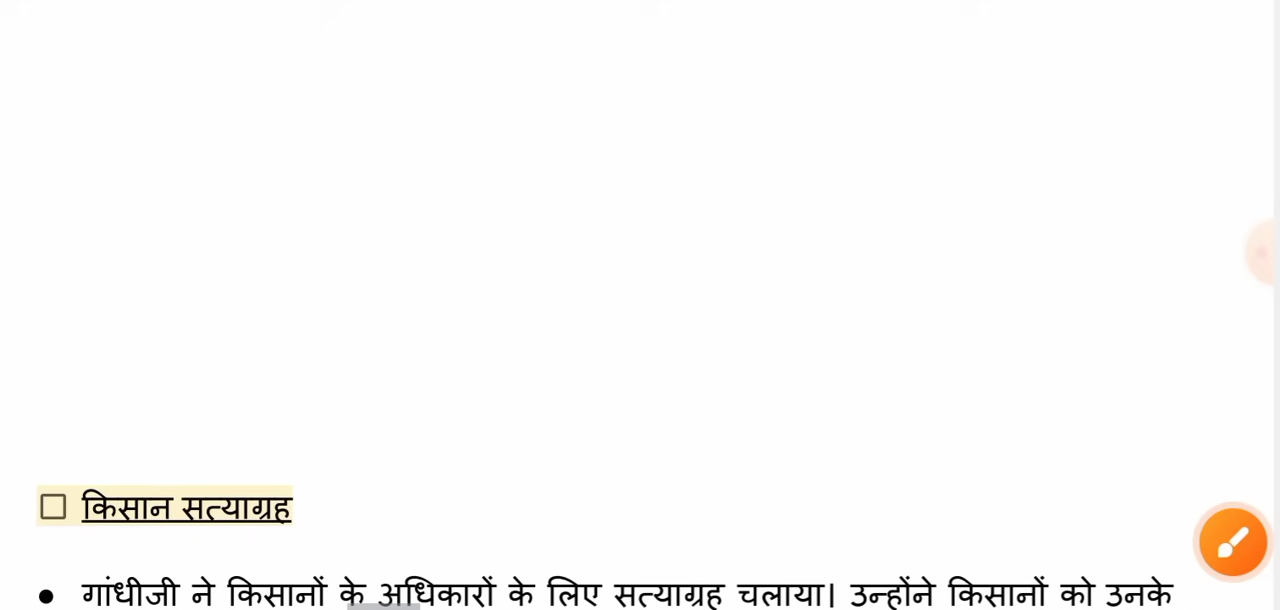 किसान सत्याग्रह
गांधीजी ने किसानों के अधिकारों के लिए सत्याग्रह चलाया। उन्होंने किसानों को उनके